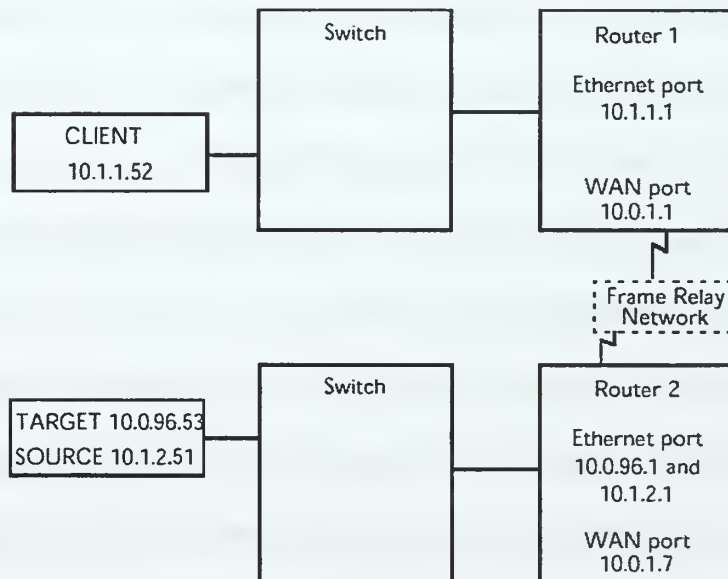 Switch
Router 1
Ethernet port
10.1.1.1
WAN port
10.0.1.1
CLIENT
10.1.1.52
Frame Relay
Network
Switch
Router 2
Ethernet port
10.0.96.1 and
10.1.2.1
WAN port
10.0.1.7
TARGET 10.0.96.53
SOURCE 10.1.2.51